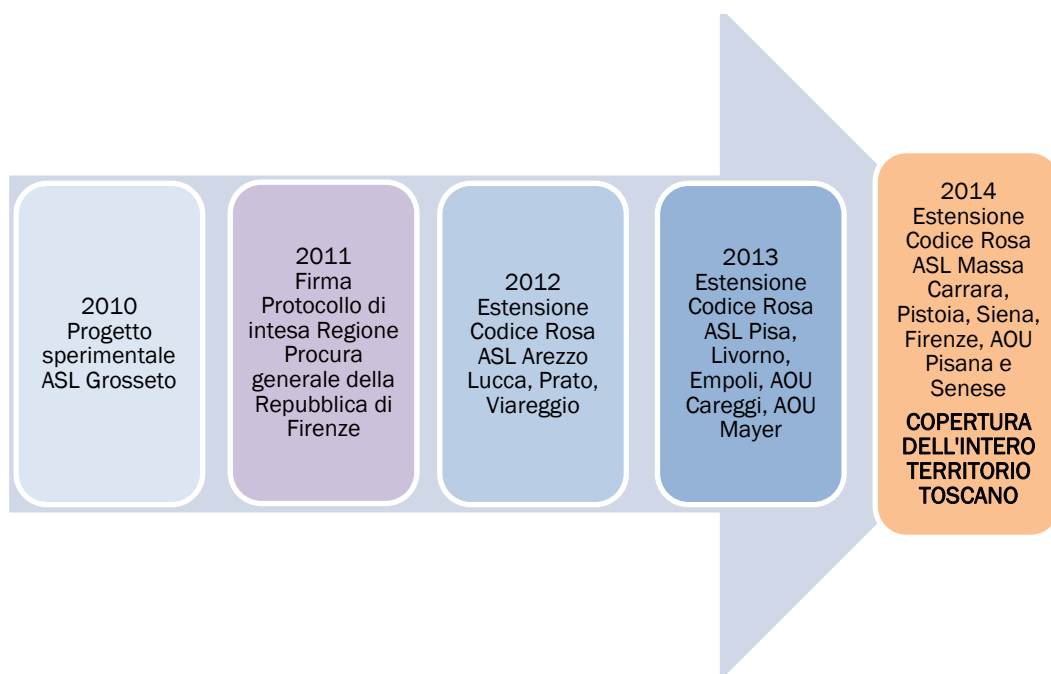 2010
Progetto
sperimentale
ASL Grosseto
2011
Firma
Protocollo di
intesa Regione
Procura
generale della
Repubblica di
Firenze
2012
Estensione
Codice Rosa
ASL Arezzo
Lucca, Prato,
Viareggio
2013
Estensione
Codice Rosa
ASL Pisa,
Livorno,
Empoli, AOU
Careggi, AOU
Mayer
2014
Estensione
Codice Rosa
ASL Massa
Carrara,
Pistoia, Siena,
Firenze, AOU
Pisana e
Senese
COPERTURA
DELL'INTERO
TERRITORIO
TOSCANO